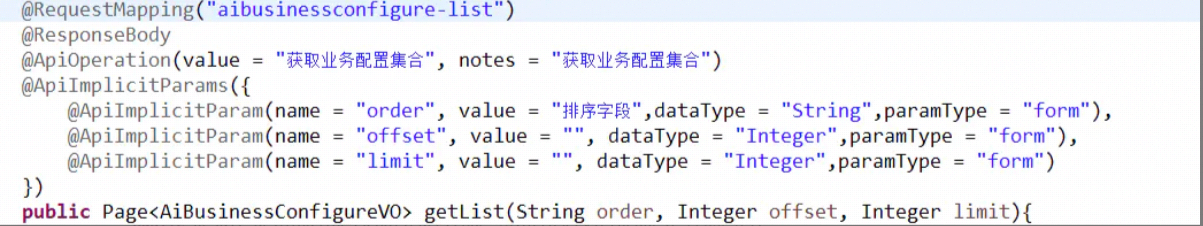 @RequestMapping("aibusinessconfigure-list")
@ResponseBody
@ApiOperation(value = "获取业务配置集合", notes = "获取业务配置集合")
@ApiImplicitParams({
@ApiImplicitParam(name = "order", value = "排序字段",dataType = "String",paramType = "form"),
@ApiImplicitParam(name = "offset", value = "", dataType = "Integer",paramType = "form"),
@ApiImplicitParam(name = "limit", value = "", dataType = "Integer",paramType = "form")
})
public Page<AiBusinessConfigureVO> getList(String order, Integer offset, Integer limit){